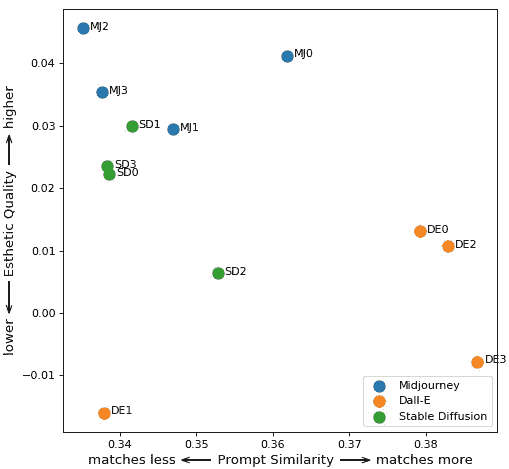 MJ2
MJ0
0.04
MJ3
SD1
MJ1
0.03
SD3
SD0
0.02
DE0
DE2
0.01
SD2
0.00
DE3
−0.01
DE1
Midjourney
Dall-E
Stable Diffusion
lower ← Esthetic Quality → higher
0.34 0.35 0.36 0.37 0.38
matches less ← Prompt Similarity → matches more